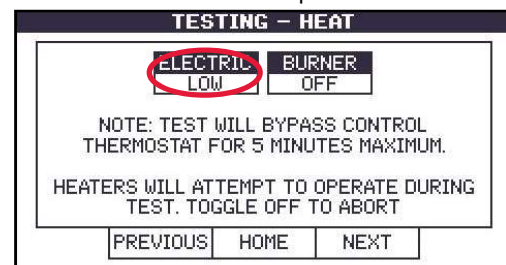 TESTING - HEAT
ELECTRIC BURNER
LOW OFF
NOTE: TEST WILL BYPASS CONTROL
THERMOSTAT FOR 5 MINUTES MAXIMUM.
HEATERS WILL ATTEMPT TO OPERATE DURING
TEST. TOGGLE OFF TO ABORT
PREVIOUS HOME NEXT